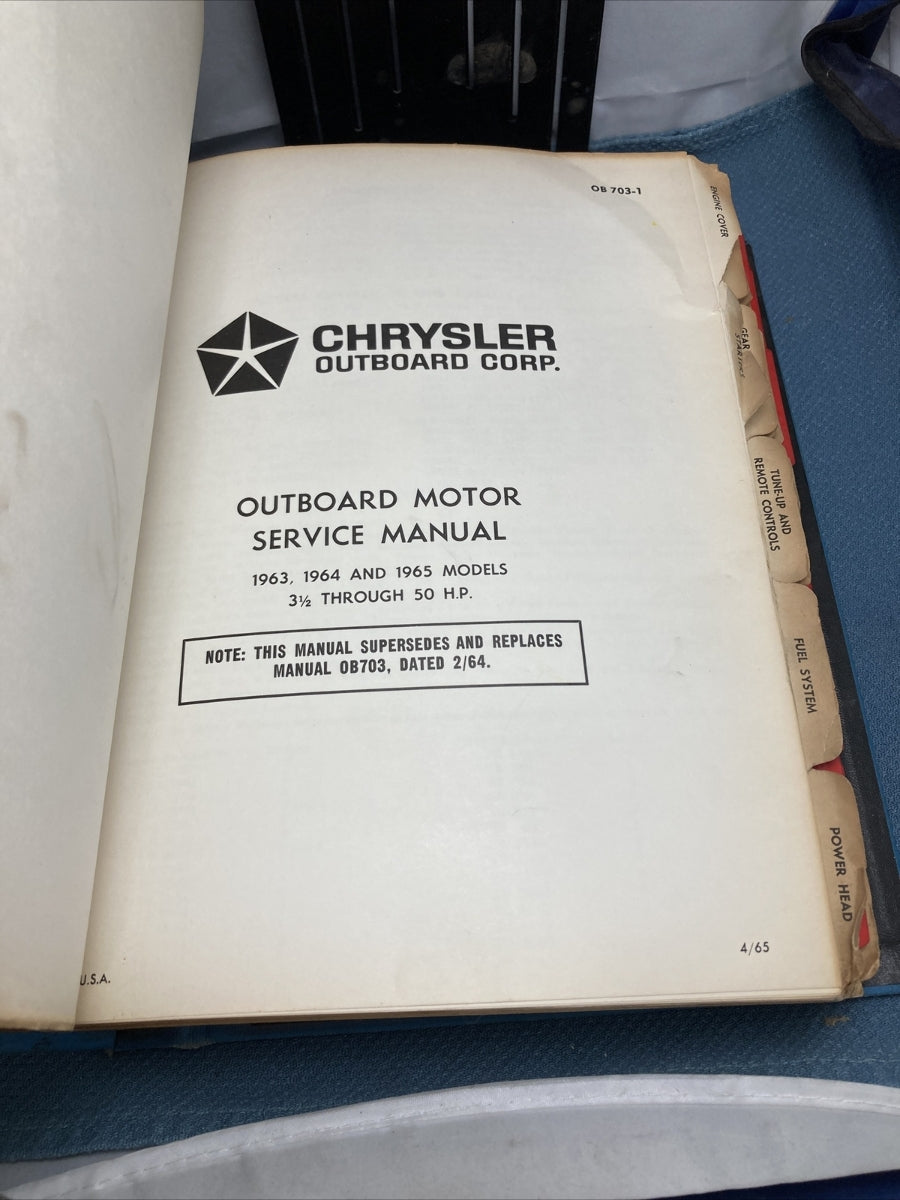 OB 703-1
CHRYSLER
OUTBOARD CORP.
OUTBOARD MOTOR
SERVICE MANUAL
1963, 1964 AND 1965 MODELS
3½ THROUGH 50 H.P.
NOTE: THIS MANUAL SUPERSEDES AND REPLACES
MANUAL OB703, DATED 2/64.
4/65
U.S.A.
ENGINE COVER
GEAR
STARTERS
TUNE-UP AND
REMOTE CONTROLS
FUEL SYSTEM
POWER HEAD